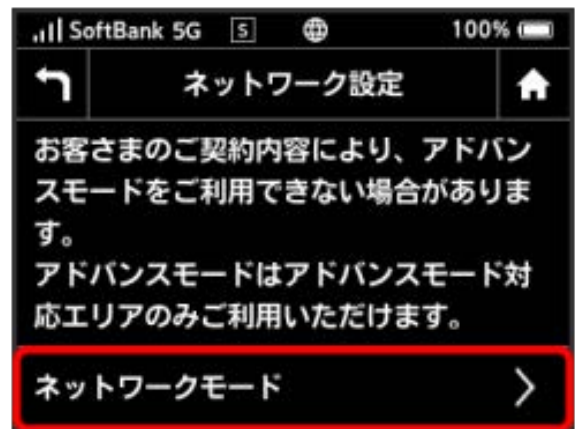 SoftBank 5G S 100%
ネットワーク設定
お客さまのご契約内容により、アドバン
スモードをご利用できない場合がありま
す。
アドバンスモードはアドバンスモード対
応エリアのみご利用いただけます。
ネットワークモード